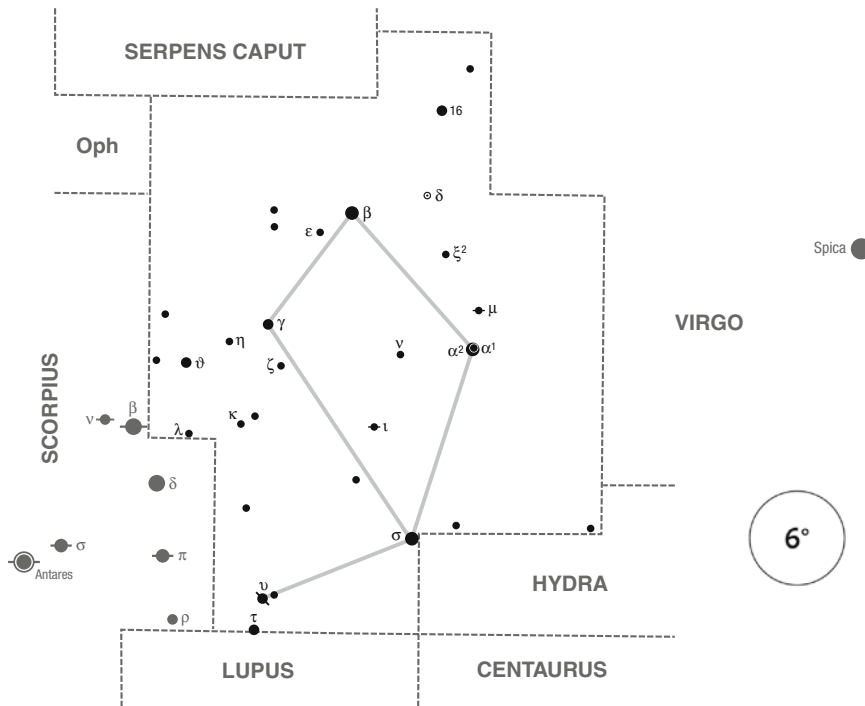 SERPENS CAPUT
16
Oph
δ
β
ε
ξ²
Spica
μ
γ
VIRGO
η
ν
α² α¹
ϑ
ζ
SCORPIUS
ν
β
κ
λ
ι
δ
σ
6°
σ
π
Antares
υ
HYDRA
ρ
τ
LUPUS
CENTAURUS